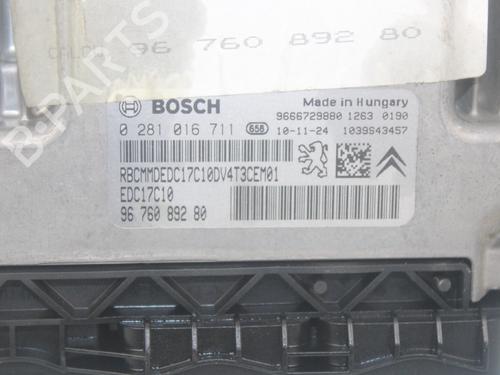 96 760 892 80
BOSCH
Made in Hungary
9666729880 1263 0190
0 281 016 711 656 10-11-24 1039S43457
RBCMMDEDC17C10DV4T3CEM01
EDC17C10
96 760 892 80